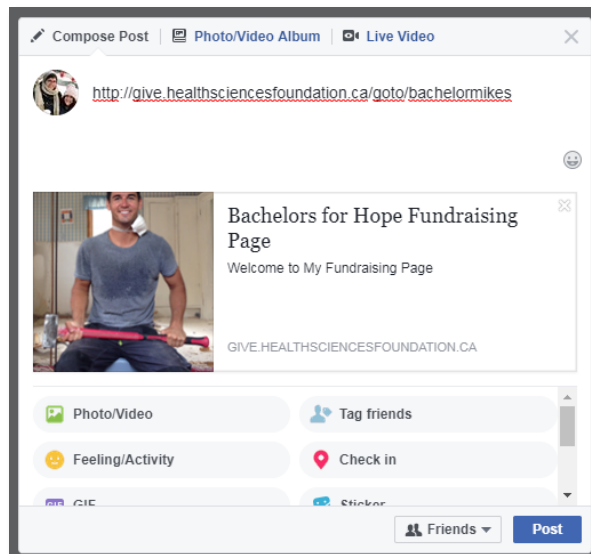 Compose Post Photo/Video Album Live Video
http://give.healthsciencesfoundation.ca/goto/bachelormikes
Bachelors for Hope Fundraising
Page
Welcome to My Fundraising Page
GIVE.HEALTHSCIENCESFOUNDATION.CA
Photo/Video Tag friends
Feeling/Activity Check in
GIF Sticker
Friends Post